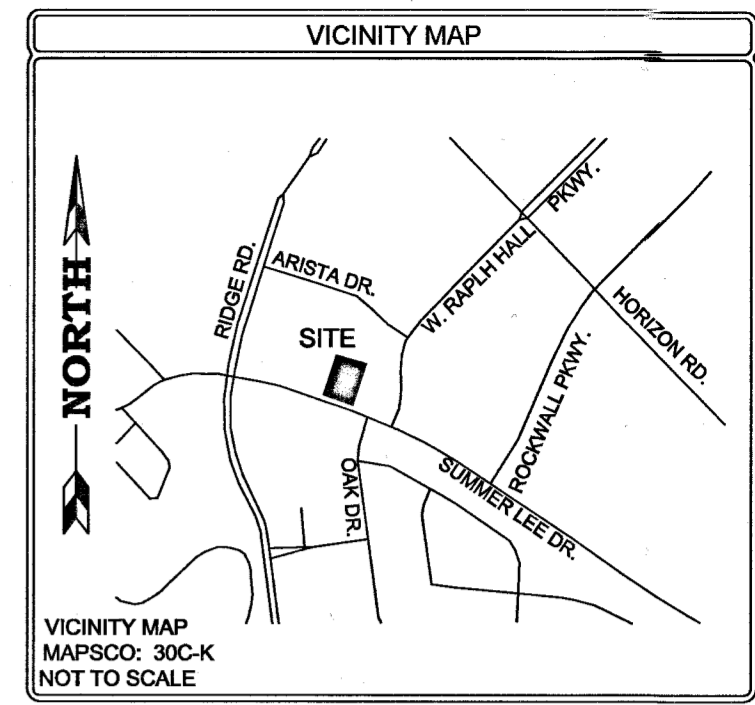 VICINITY MAP
NORTH
RIDGE RD.
ARISTA DR.
W. RAPLH HALL
PKWY.
HORIZON RD.
SITE
ROCKWALL PKWY.
OAK DR.
SUMMER LEE DR.
VICINITY MAP
MAPSCO: 30C-K
NOT TO SCALE